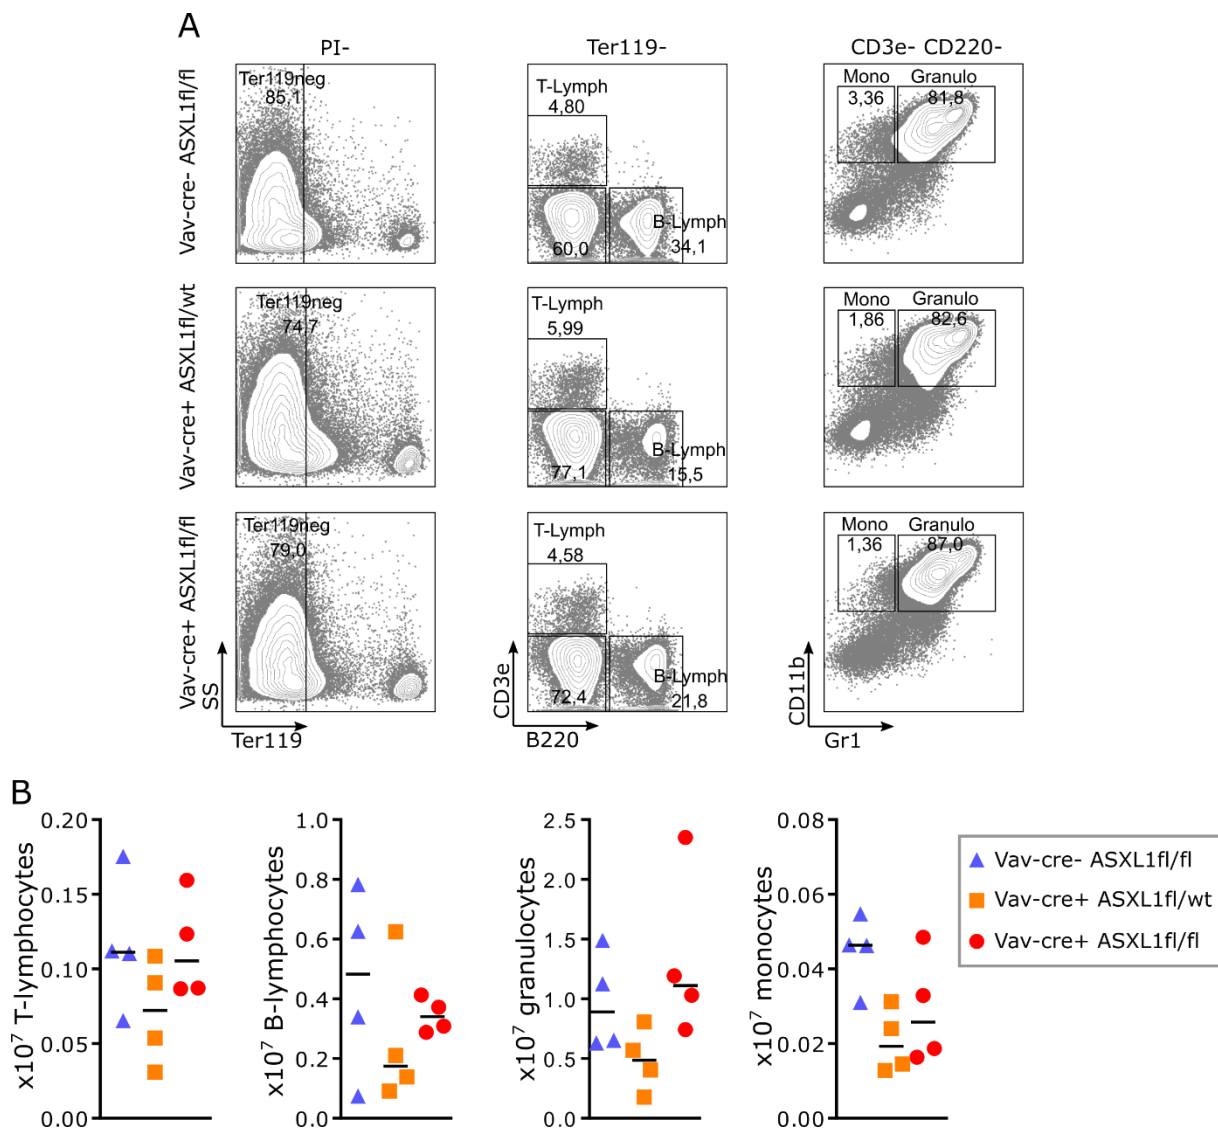 A
PI-
Ter119-
CD3e- CD220-
Vav-cre- ASXL1fl/fl
Ter119neg
85,1
T-Lymph
4,80
B-Lymph
60,0
34,1
Mono
Granulo
3,36
81,8
Vav-cre+ ASXL1fl/wt
Ter119neg
74,7
T-Lymph
5,99
B-Lymph
77,1
15,5
Mono
Granulo
1,86
82,6
Vav-cre+ ASXL1fl/fl
Ter119neg
79,0
T-Lymph
4,58
B-Lymph
72,4
21,8
Mono
Granulo
1,36
87,0
SS
Ter119
CD3e
B220
CD11b
Gr1
B
x10⁷ T-lymphocytes
0.20
0.15
0.10
0.05
0.00
x10⁷ B-lymphocytes
1.0
0.8
0.6
0.4
0.2
0.0
x10⁷ granulocytes
2.5
2.0
1.5
1.0
0.5
0.0
x10⁷ monocytes
0.08
0.06
0.04
0.02
0.00
Vav-cre- ASXL1fl/fl
Vav-cre+ ASXL1fl/wt
Vav-cre+ ASXL1fl/fl